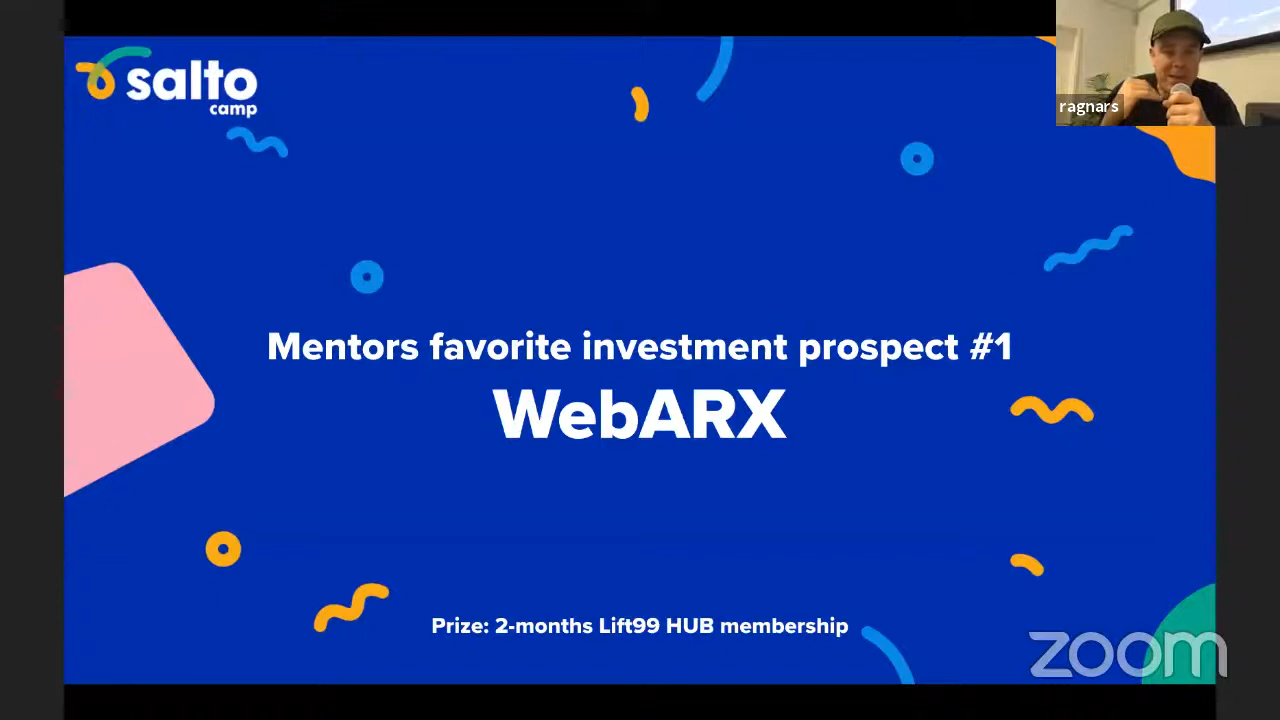 salto
camp
ragnars
Mentors favorite investment prospect #1
WebARX
Prize: 2-months Lift99 HUB membership
zoom